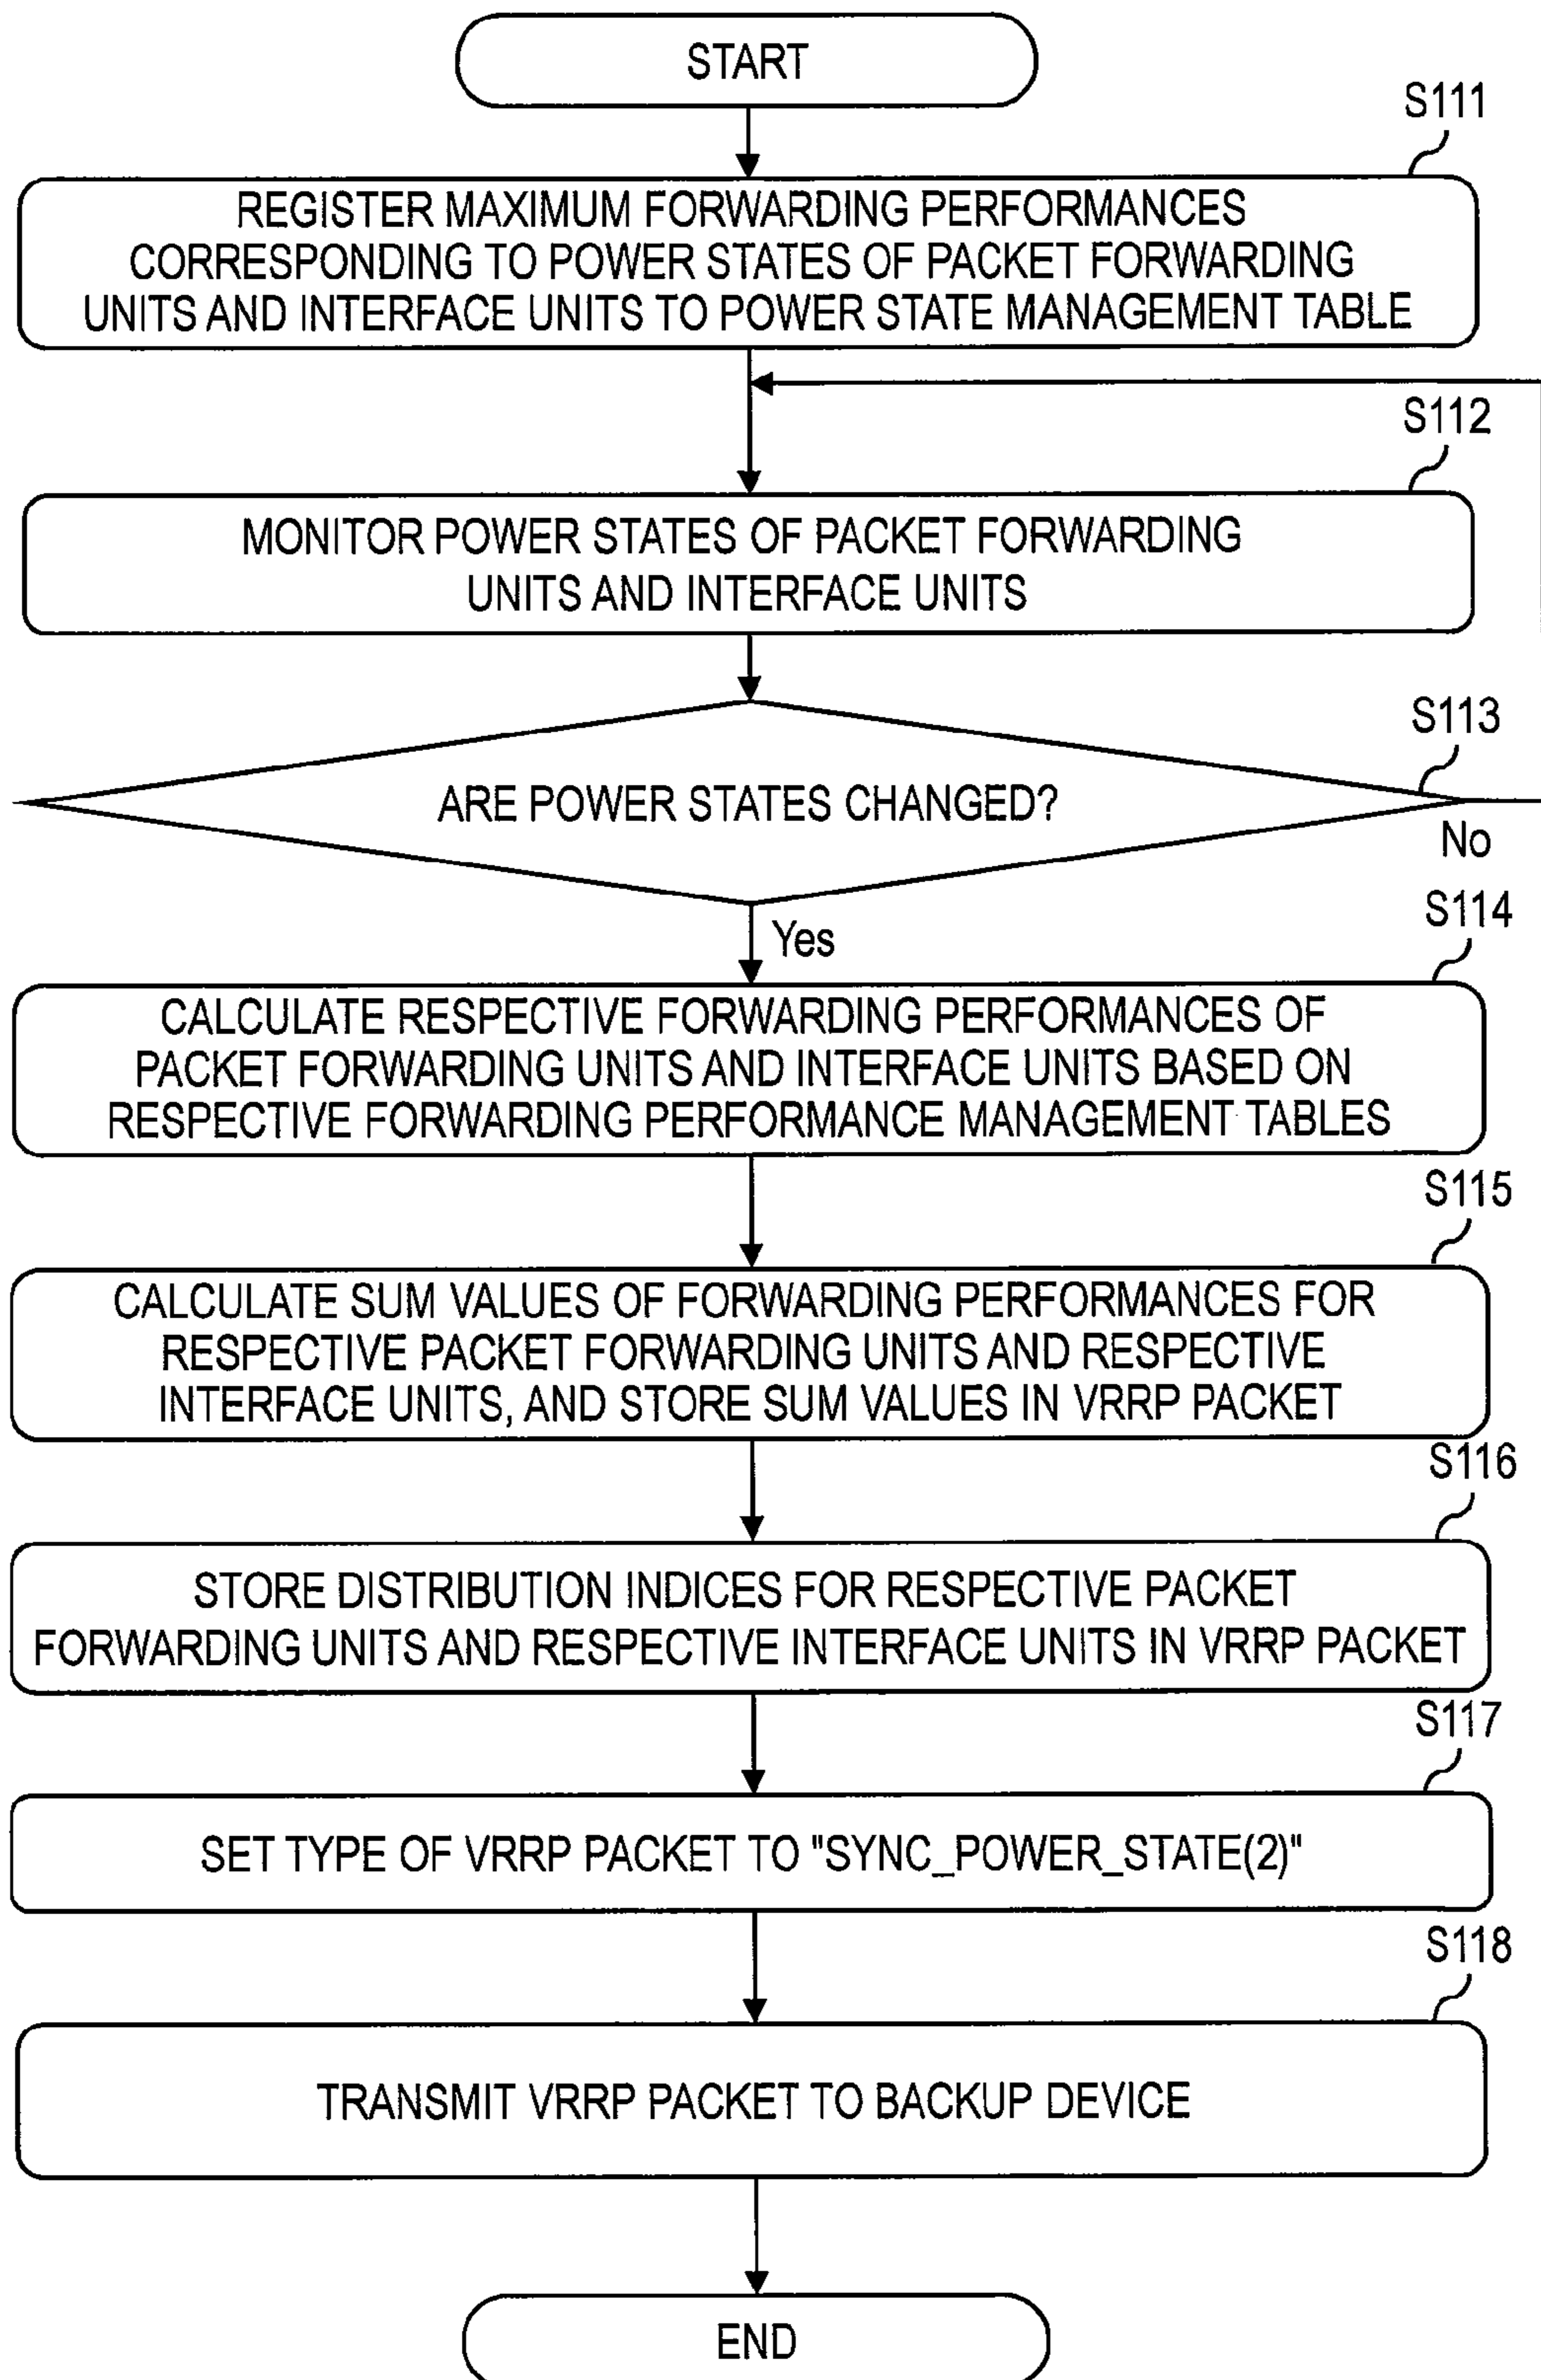 START
S111
REGISTER MAXIMUM FORWARDING PERFORMANCES
CORRESPONDING TO POWER STATES OF PACKET FORWARDING
UNITS AND INTERFACE UNITS TO POWER STATE MANAGEMENT TABLE
S112
MONITOR POWER STATES OF PACKET FORWARDING
UNITS AND INTERFACE UNITS
S113
ARE POWER STATES CHANGED?
No
Yes
S114
CALCULATE RESPECTIVE FORWARDING PERFORMANCES OF
PACKET FORWARDING UNITS AND INTERFACE UNITS BASED ON
RESPECTIVE FORWARDING PERFORMANCE MANAGEMENT TABLES
S115
CALCULATE SUM VALUES OF FORWARDING PERFORMANCES FOR
RESPECTIVE PACKET FORWARDING UNITS AND RESPECTIVE
INTERFACE UNITS, AND STORE SUM VALUES IN VRRP PACKET
S116
STORE DISTRIBUTION INDICES FOR RESPECTIVE PACKET
FORWARDING UNITS AND RESPECTIVE INTERFACE UNITS IN VRRP PACKET
S117
SET TYPE OF VRRP PACKET TO "SYNC_POWER_STATE(2)"
S118
TRANSMIT VRRP PACKET TO BACKUP DEVICE
END